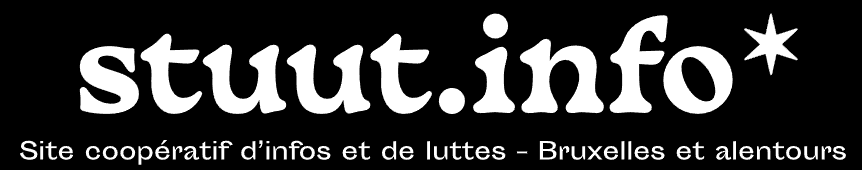 stuut.info*
Site coopératif d'infos et de luttes - Bruxelles et alentours